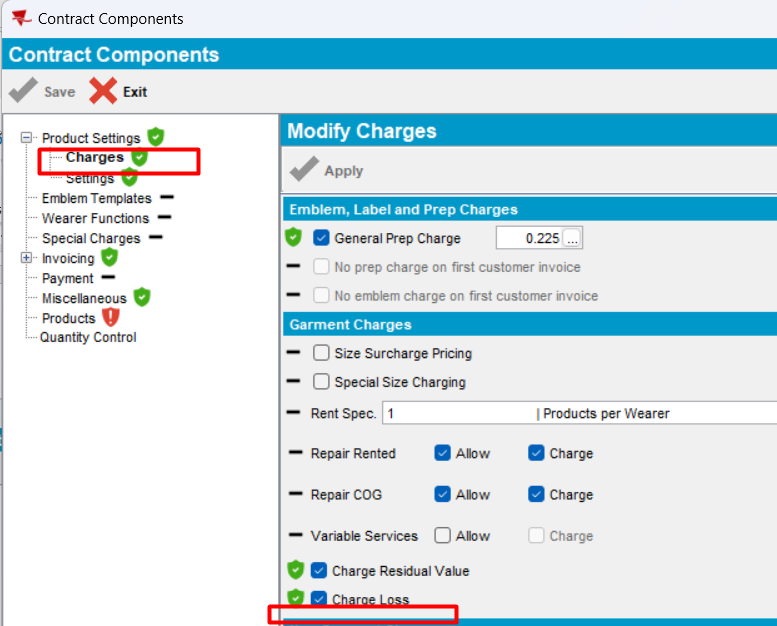 Contract Components
Contract Components
Save Exit
Product Settings
Charges
Settings
Emblem Templates
Wearer Functions
Special Charges
Invoicing
Payment
Miscellaneous
Products
Quantity Control
Modify Charges
Apply
Emblem, Label and Prep Charges
General Prep Charge 0.225 ...
No prep charge on first customer invoice
No emblem charge on first customer invoice
Garment Charges
Size Surcharge Pricing
Special Size Charging
Rent Spec. 1 | Products per Wearer
Repair Rented Allow Charge
Repair COG Allow Charge
Variable Services Allow Charge
Charge Residual Value
Charge Loss